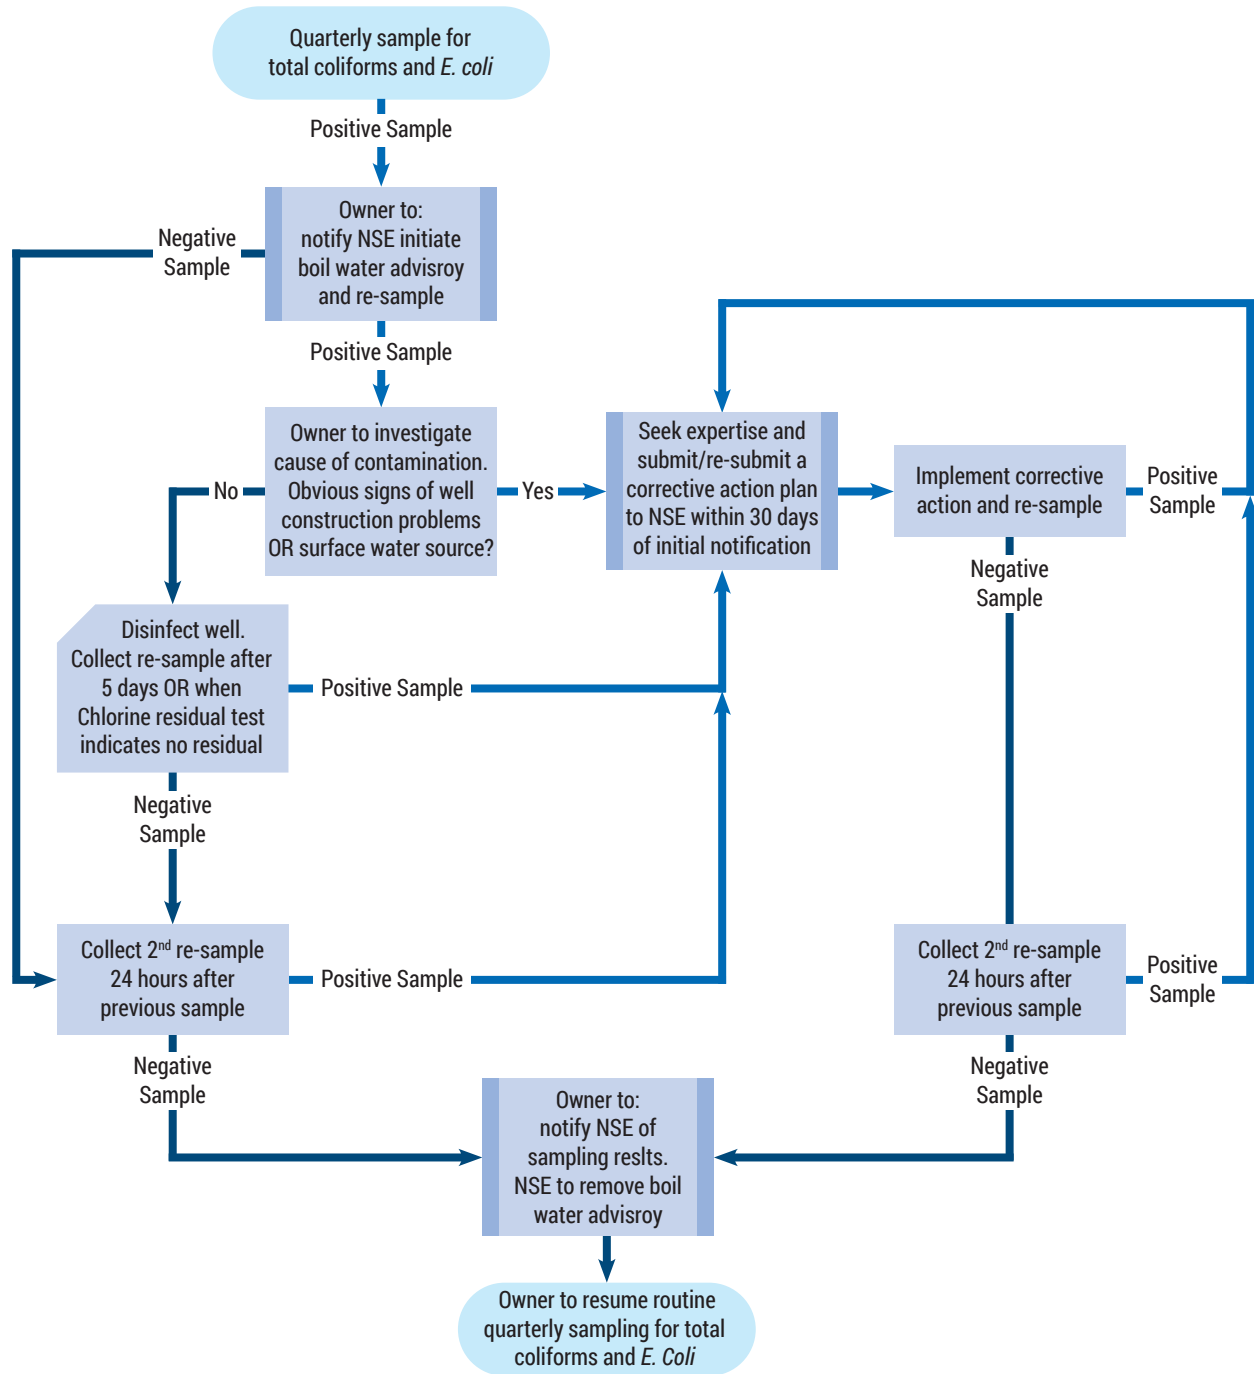 Quarterly sample for
total coliforms and E. coli
Positive Sample
Owner to:
notify NSE initiate
boil water advisroy
and re-sample
Negative
Sample
Positive Sample
Owner to investigate
cause of contamination.
Obvious signs of well
construction problems
OR surface water source?
No
Yes
Seek expertise and
submit/re-submit a
corrective action plan
to NSE within 30 days
of initial notification
Implement corrective
action and re-sample
Positive
Sample
Negative
Sample
Disinfect well.
Collect re-sample after
5 days OR when
Chlorine residual test
indicates no residual
Positive Sample
Negative
Sample
Collect 2nd re-sample
24 hours after
previous sample
Positive Sample
Collect 2nd re-sample
24 hours after
previous sample
Positive
Sample
Negative
Sample
Negative
Sample
Owner to:
notify NSE of
sampling reslts.
NSE to remove boil
water advisroy
Owner to resume routine
quarterly sampling for total
coliforms and E. Coli